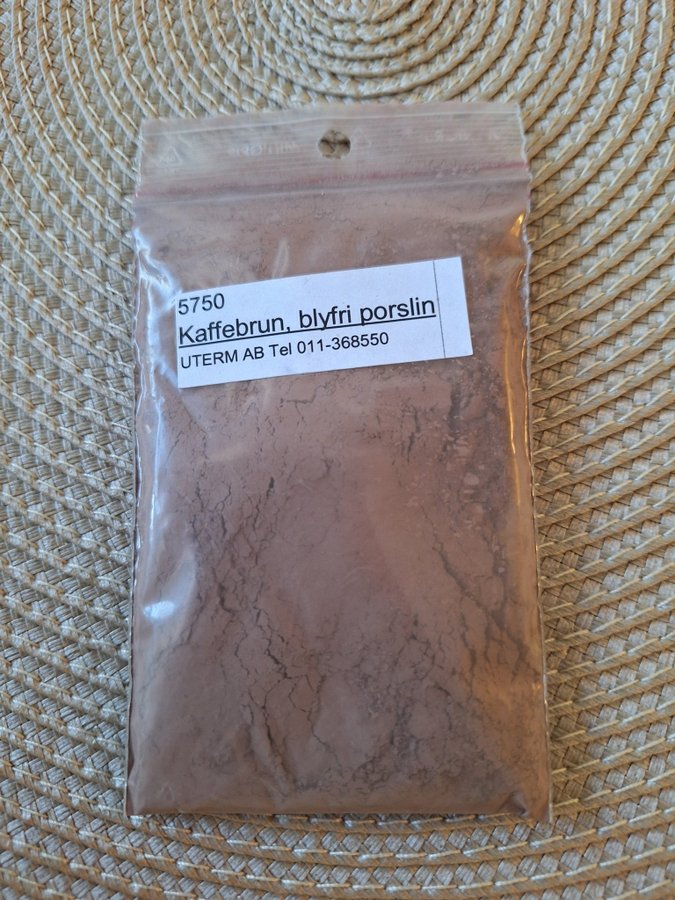 5750
Kaffebrun, blyfri porslin
UTERM AB Tel 011-368550